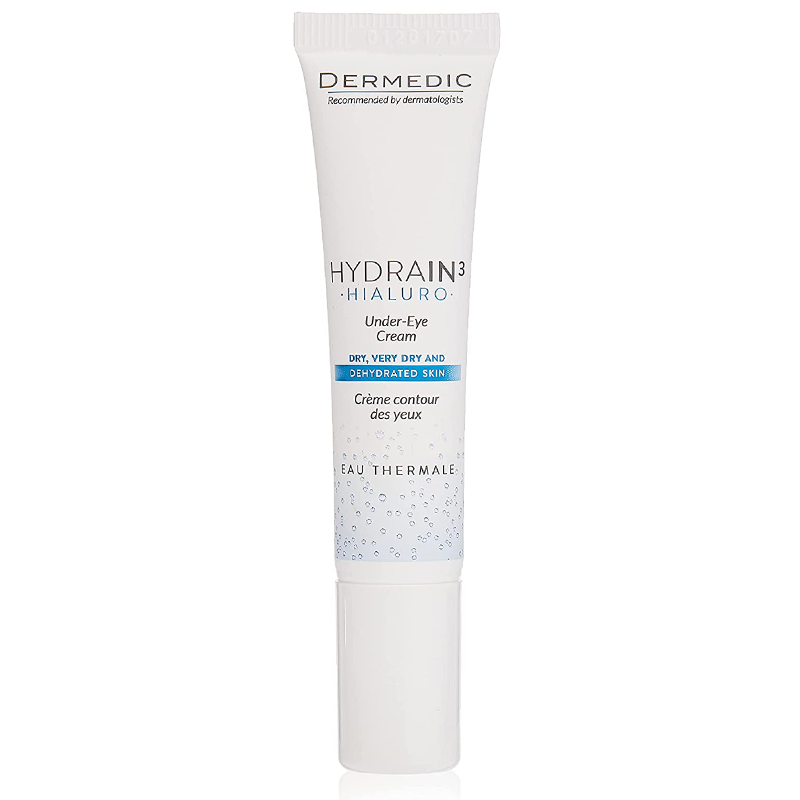 01201707
DERMEDIC
Recommended by dermatologists
HYDRAIN³
·HIALURO·
Under-Eye
Cream
DRY, VERY DRY AND
DEHYDRATED SKIN
Crème contour
des yeux
EAU THERMALE